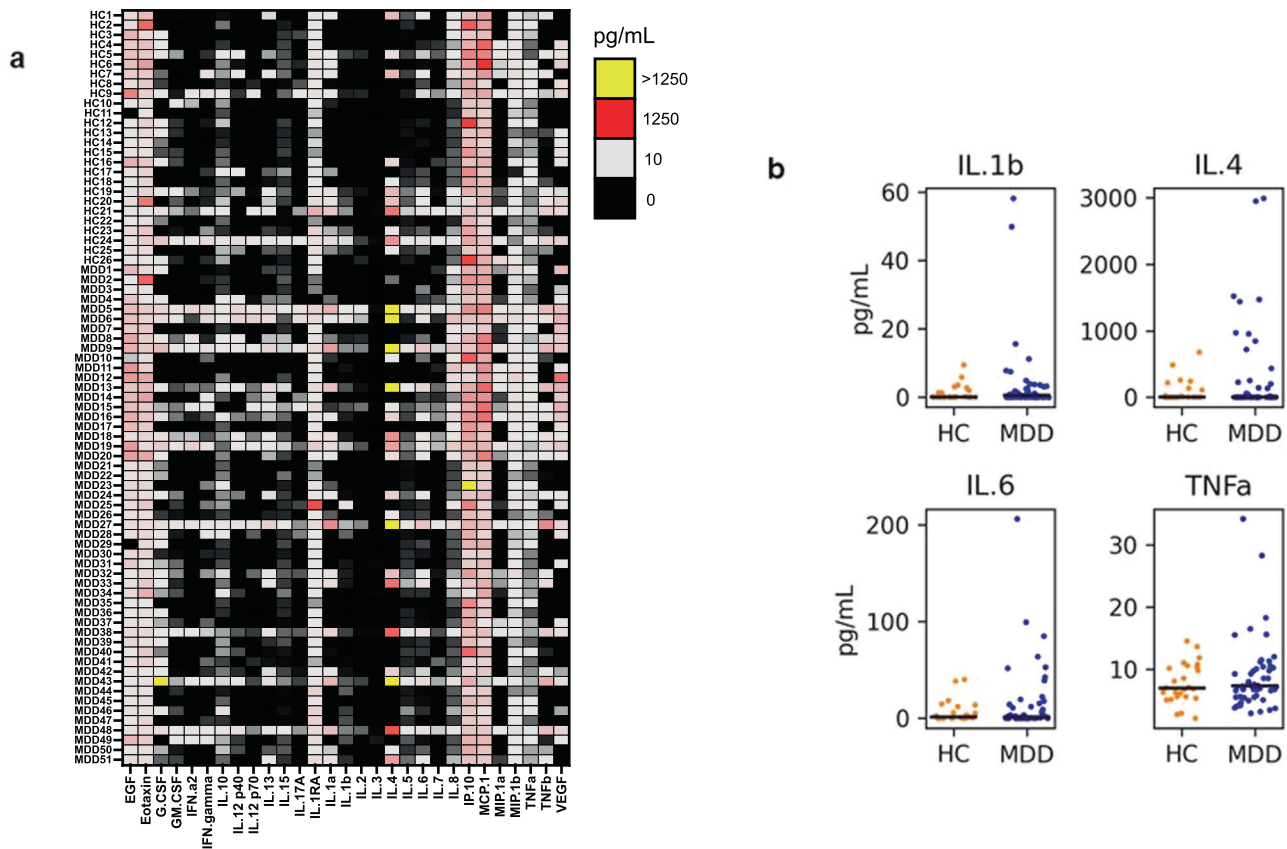 a
HC1
HC2
HC3
HC4
HC5
HC6
HC7
HC8
HC9
HC10
HC11
HC12
HC13
HC14
HC15
HC16
HC17
HC18
HC19
HC20
HC21
HC22
HC23
HC24
HC25
HC26
MDD1
MDD2
MDD3
MDD4
MDD5
MDD6
MDD7
MDD8
MDD9
MDD10
MDD11
MDD12
MDD13
MDD14
MDD15
MDD16
MDD17
MDD18
MDD19
MDD20
MDD21
MDD22
MDD23
MDD24
MDD25
MDD26
MDD27
MDD28
MDD29
MDD30
MDD31
MDD32
MDD33
MDD34
MDD35
MDD36
MDD37
MDD38
MDD39
MDD40
MDD41
MDD42
MDD43
MDD44
MDD45
MDD46
MDD47
MDD48
MDD49
MDD50
MDD51
EGF
Eotaxin
G.CSF
GM.CSF
IFN.a2
IFN.gamma
IL.10
IL.12 p40
IL.12 p70
IL.13
IL.15
IL.17A
IL.1RA
IL.1a
IL.1b
IL.2
IL.3
IL.4
IL.5
IL.6
IL.7
IL.8
IP.10
MCP.1
MIP.1a
MIP.1b
TNFa
TNFb
VEGF
pg/mL
>1250
1250
10
0
b
IL.1b
pg/mL
60
40
20
0
HC MDD
IL.4
3000
2000
1000
0
HC MDD
IL.6
pg/mL
200
100
0
HC MDD
TNFa
30
20
10
HC MDD